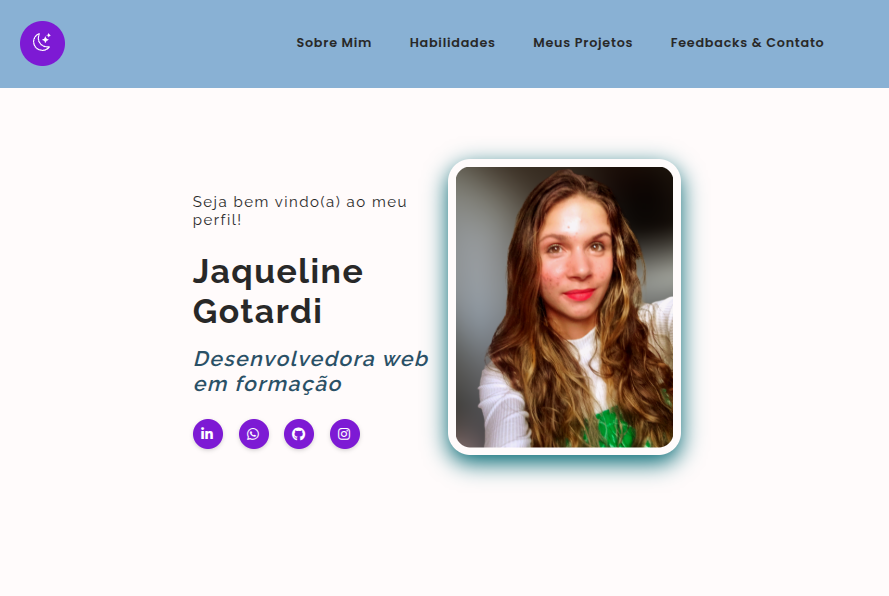 Sobre Mim Habilidades Meus Projetos Feedbacks & Contato
Seja bem vindo(a) ao meu
perfil!
Jaqueline
Gotardi
Desenvolvedora web
em formação